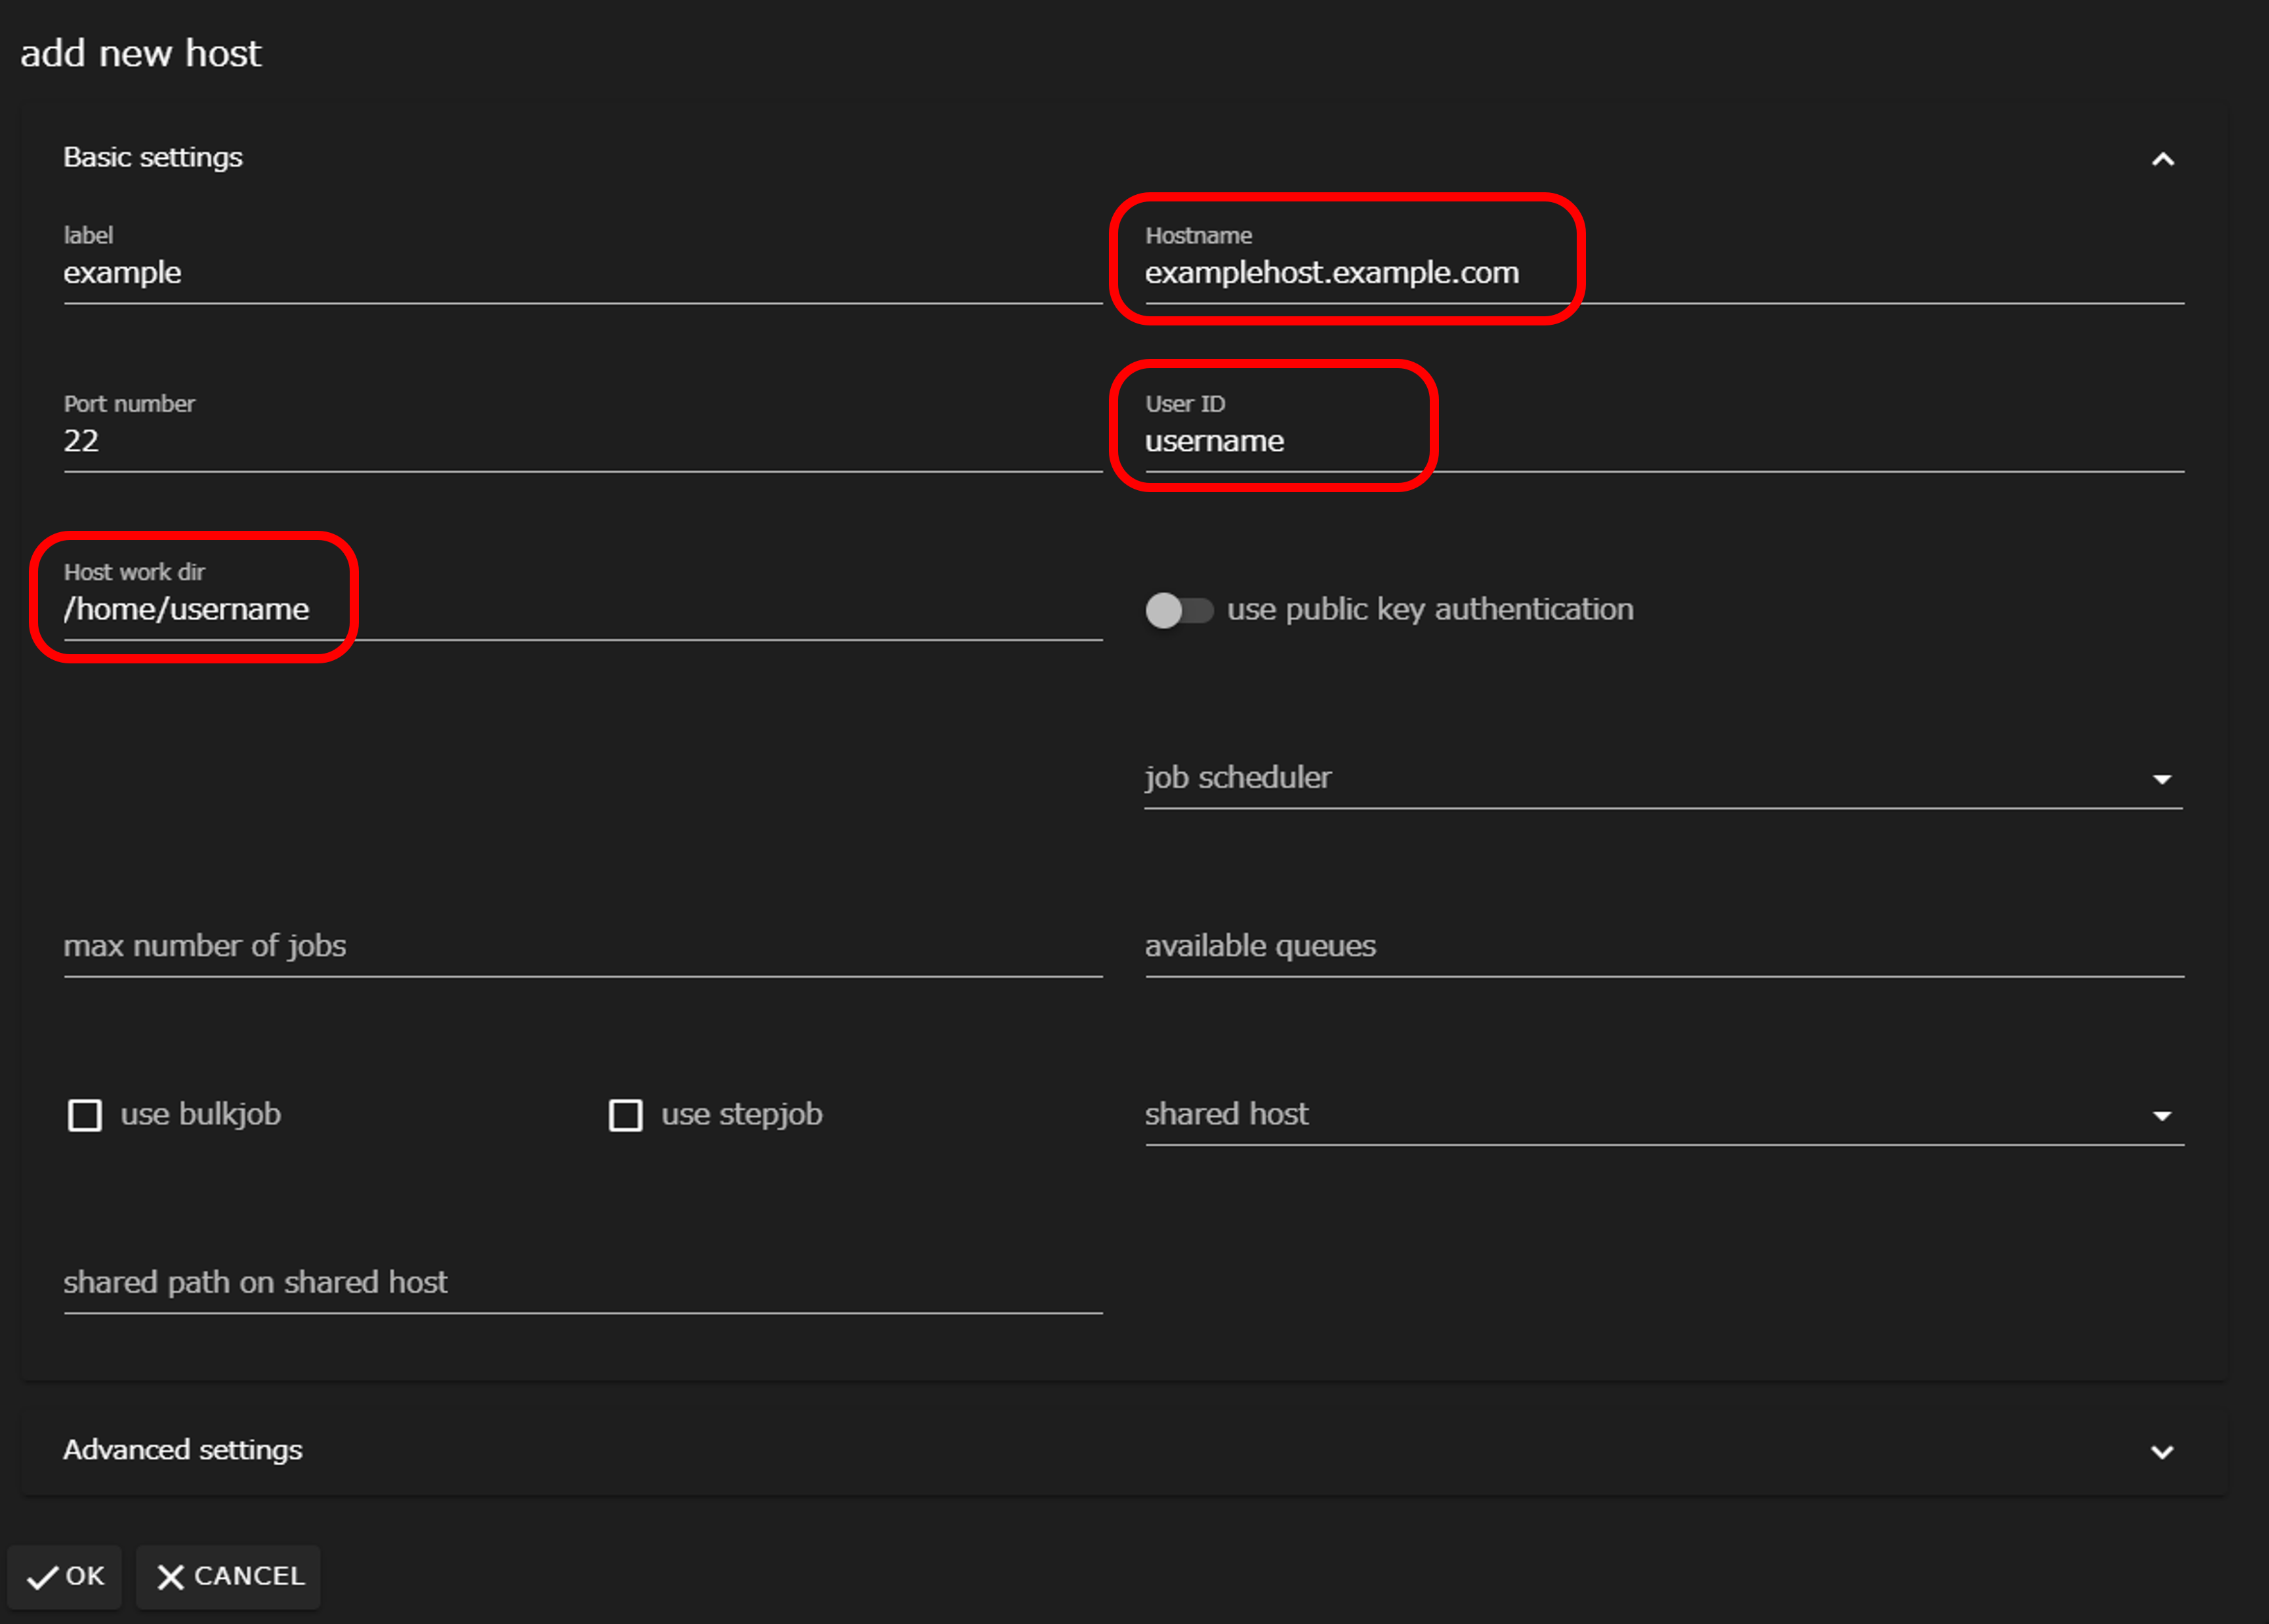 add new host
Basic settings
label
example
Hostname
examplehost.example.com
Port number
22
User ID
username
Host work dir
/home/username
use public key authentication
job scheduler
max number of jobs
available queues
use bulkjob
use stepjob
shared host
shared path on shared host
Advanced settings
OK
CANCEL